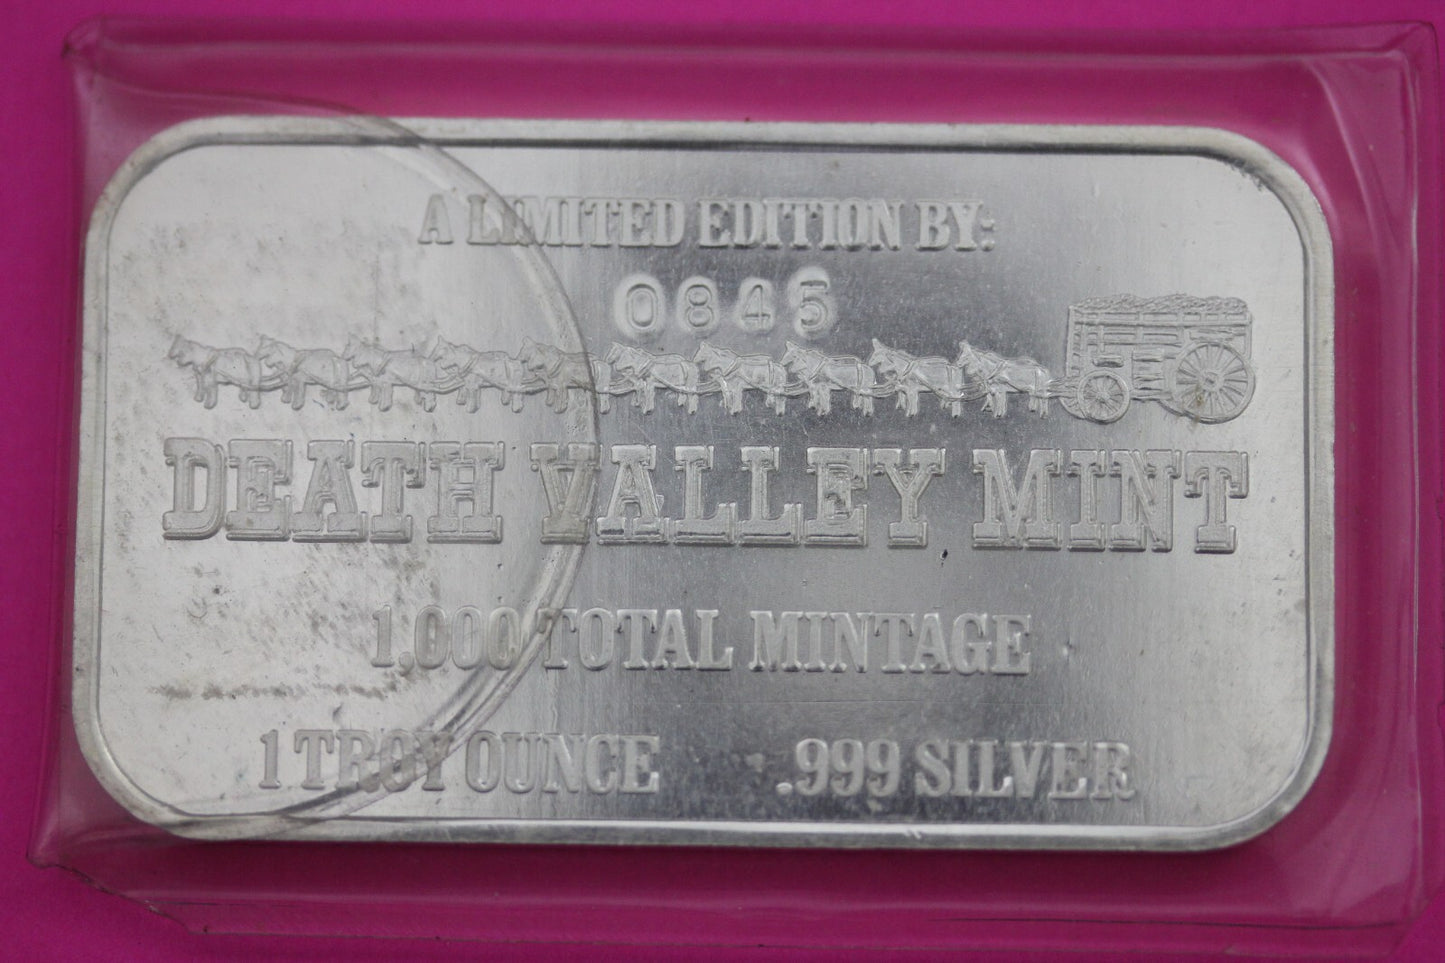 A LIMITED EDITION BY:
0845
DEATH VALLEY MINT
1,000 TOTAL MINTAGE
1 TROY OUNCE .999 SILVER